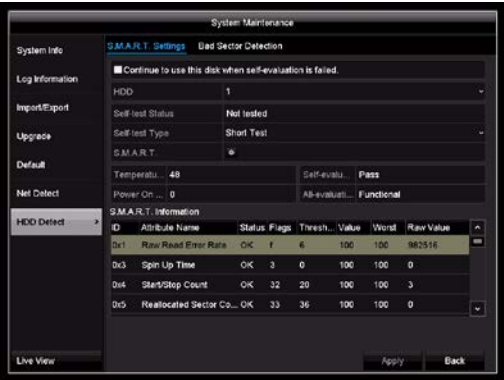 System Maintenance
System Info
Log Information
Import/Export
Upgrade
Default
Net Detect
HDD Detect >
Live View
S.M.A.R.T. Settings Bad Sector Detection
Continue to use this disk when self-evaluation is failed.
HDD 1
Self-test Status Not tested
Self-test Type Short Test
S.M.A.R.T.
Temperatu... 48 Self-evalu... Pass
Power On ... 0 All-evaluati... Functional
S.M.A.R.T. Information
ID Attribute Name Status Flags Thresh... Value Worst Raw Value
0x1 Raw Read Error Rate OK f 6 100 100 982516
0x3 Spin Up Time OK 3 0 100 100 0
0x4 Start/Stop Count OK 32 20 100 100 3
0x5 Reallocated Sector Co... OK 33 36 100 100 0
Apply Back